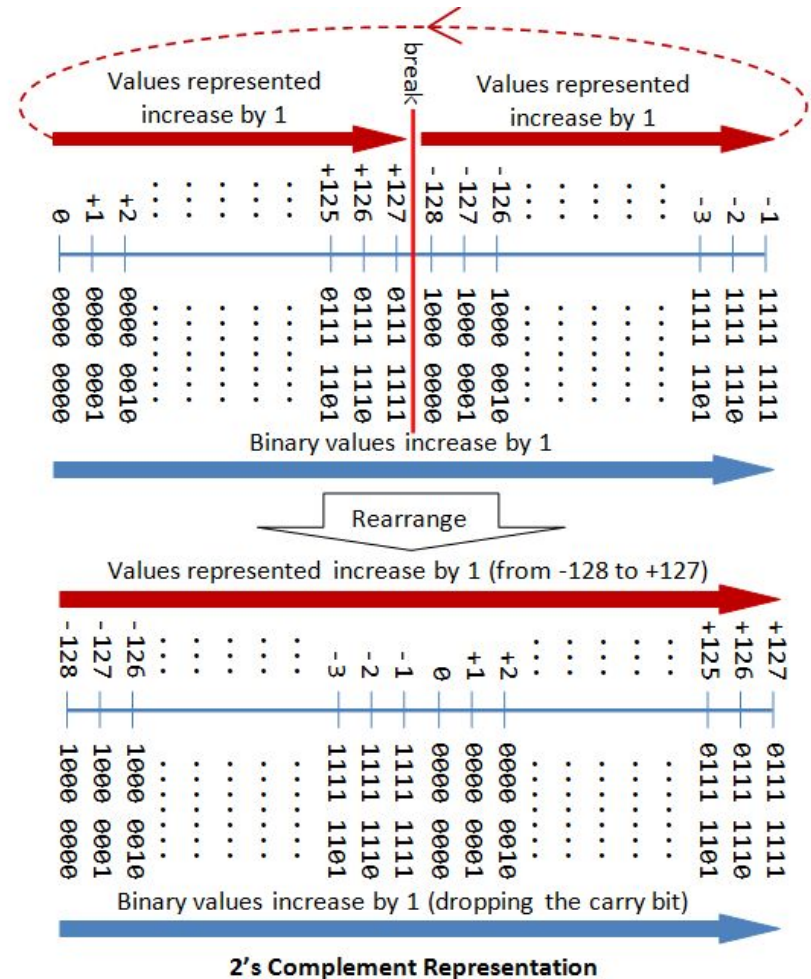 break
Values represented
increase by 1
Values represented
increase by 1
0 +1 +2 . . . . . +125 +126 +127 -128 -127 -126 . . . . . -3 -2 -1
0000 0000
0000 0001
0000 0010
0111 1101
0111 1110
0111 1111
1000 0000
1000 0001
1000 0010
1111 1101
1111 1110
1111 1111
Binary values increase by 1
Rearrange
Values represented increase by 1 (from -128 to +127)
-128 -127 -126 . . . . . -3 -2 -1 0 +1 +2 . . . . . +125 +126 +127
1000 0000
1000 0001
1000 0010
1111 1101
1111 1110
1111 1111
0000 0000
0000 0001
0000 0010
0111 1101
0111 1110
0111 1111
Binary values increase by 1 (dropping the carry bit)
2's Complement Representation